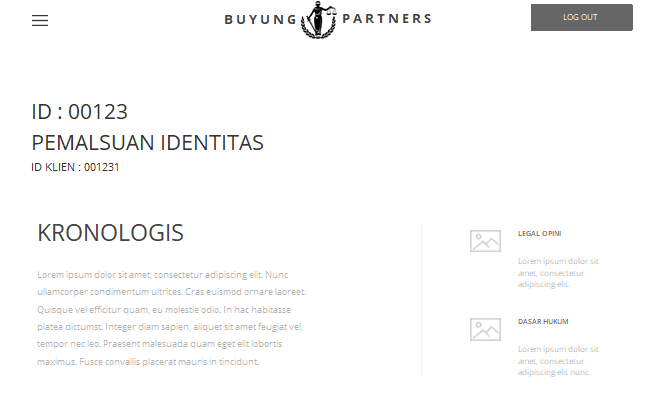 BUYUNG PARTNERS
LOG OUT
ID : 00123
PEMALSUAN IDENTITAS
ID KLIEN : 001231
KRONOLOGIS
Lorem ipsum dolor sit amet, consectetur adipiscing elit. Nunc
ullamcorper condimentum ultrices. Cras euismod ornare laoreet.
Quisque vel efficitur quam, eu molestie odio. In hac habitasse
platea dictumst. Integer diam sapien, aliquet sit amet feugiat vel,
tempor nec leo. Praesent malesuada quam eget elit lobortis
maximus. Fusce convallis placerat mauris in tincidunt.
LEGAL OPINI
Lorem ipsum dolor sit
amet, consectetur
adipiscing elit.
DASAR HUKUM
Lorem ipsum dolor sit
amet, consectetur
adipiscing elit nunc.